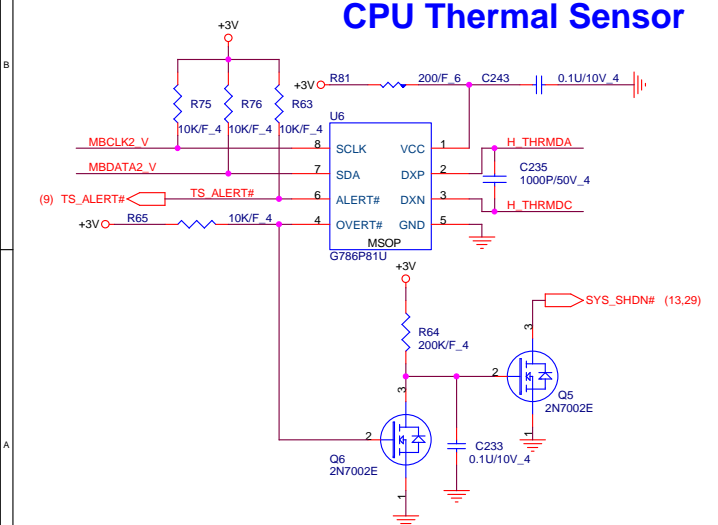 CPU Thermal Sensor
+3V
B
+3V
R81
200/F_6
C243
0.1U/10V_4
R75
R76
R63
U6
10K/F_4
10K/F_4
10K/F_4
MBCLK2_V
8
SCLK
VCC
1
H_THRMDA
MBDATA2_V
7
SDA
DXP
2
C235
1000P/50V_4
(9)
TS_ALERT#
TS_ALERT#
6
ALERT#
DXN
3
H_THRMDC
+3V
R65
10K/F_4
4
OVERT#
GND
5
MSOP
G786P81U
+3V
SYS_SHDN#
(13,29)
R64
200K/F_4
3
3
2
Q5
2N7002E
1
2
Q6
2N7002E
C233
0.1U/10V_4
1
A